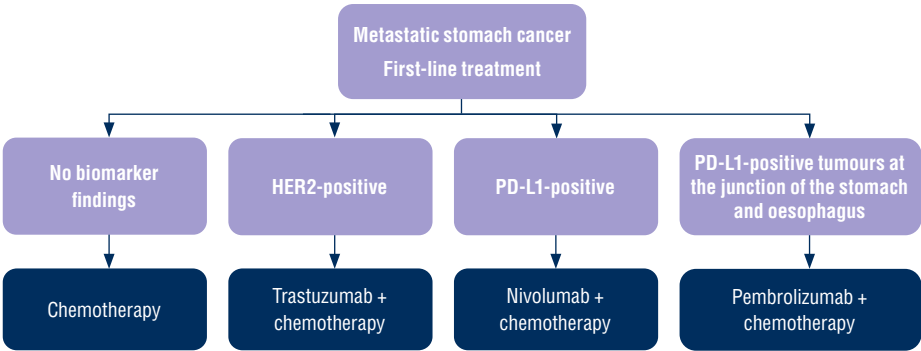 Metastatic stomach cancer
First-line treatment
No biomarker
findings
HER2-positive
PD-L1-positive
PD-L1-positive tumours at
the junction of the stomach
and oesophagus
Chemotherapy
Trastuzumab +
chemotherapy
Nivolumab +
chemotherapy
Pembrolizumab +
chemotherapy